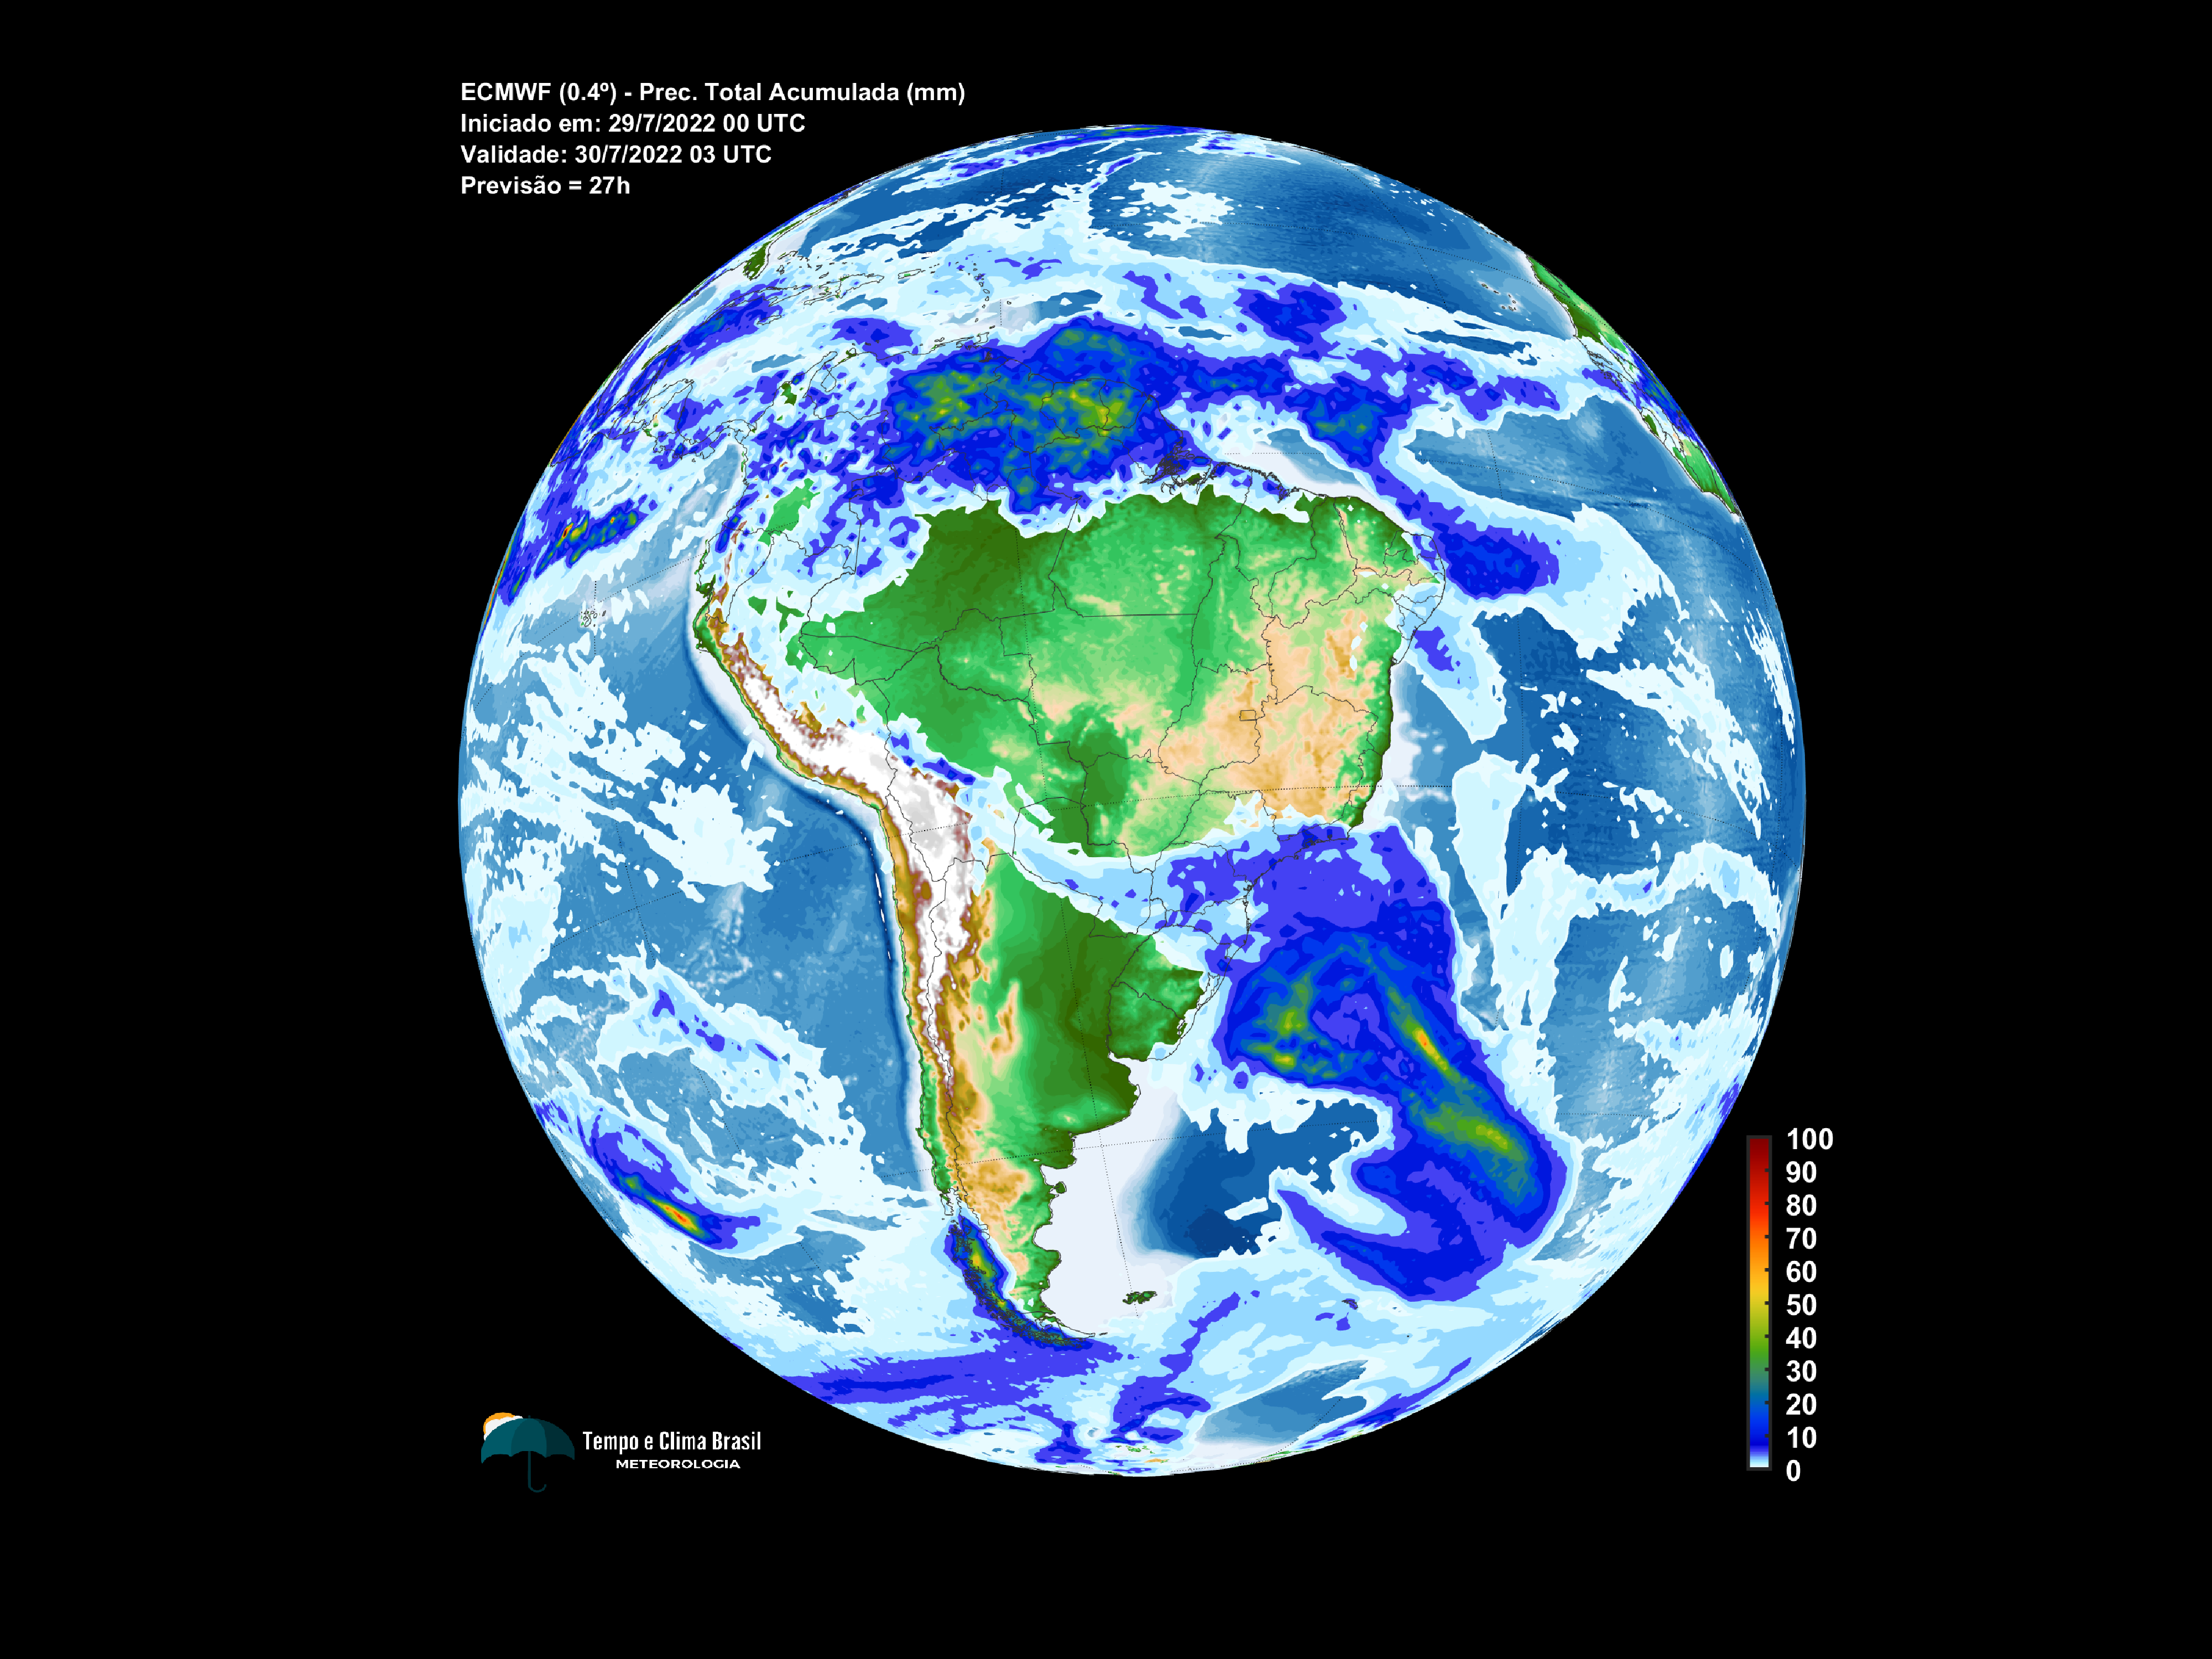 ECMWF (0.4º) - Prec. Total Acumulada (mm)
Iniciado em: 29/7/2022 00 UTC
Validade: 30/7/2022 03 UTC
Previsão = 27h
100
90
80
70
60
50
40
30
20
10
0
Tempo e Clima Brasil
METEOROLOGIA